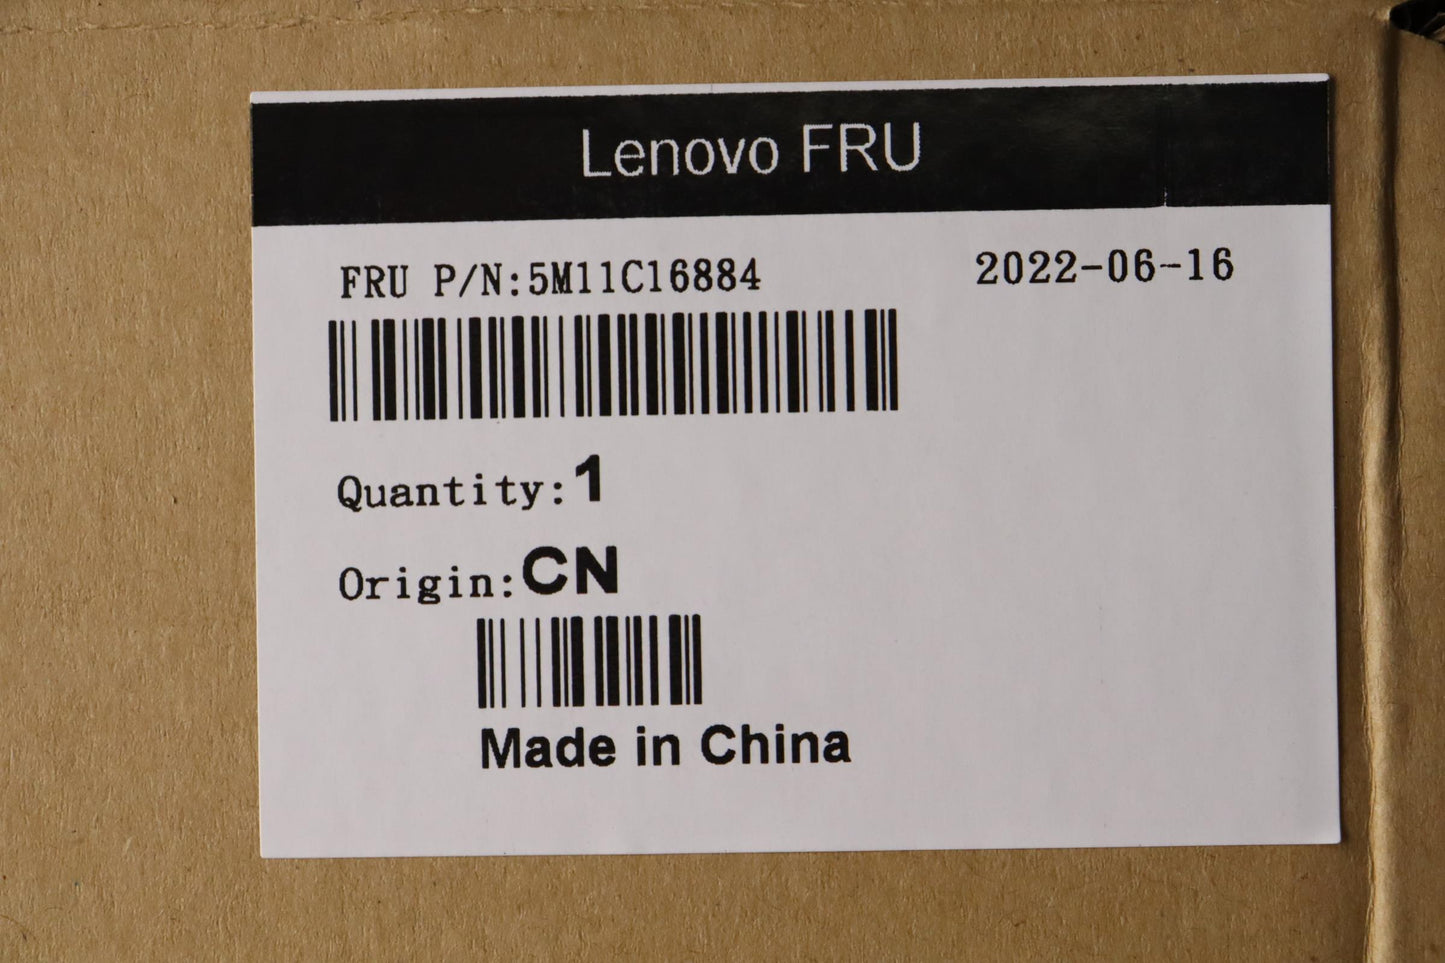 Lenovo FRU
FRU P/N:5M11C16884 2022-06-16
Quantity:1
Origin:CN
Made in China